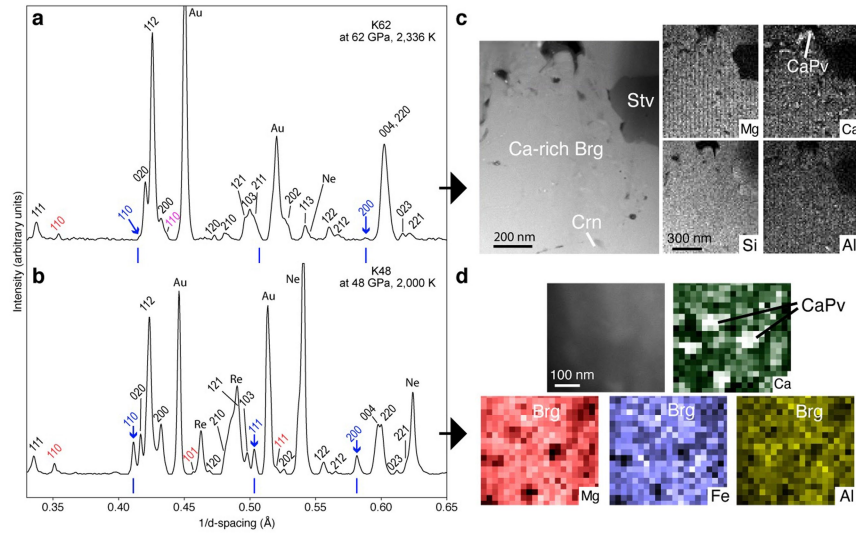 a
K62
at 62 GPa, 2,336 K
111
110
110
020
112
200
110
Au
120
210
121
103
211
Au
202
113
Ne
122
212
200
004, 220
023
221
b
K48
at 48 GPa, 2,000 K
111
110
110
020
112
200
Au
101
Re
120
210
121
Re
103
111
Au
111
202
Ne
122
212
200
004
220
023
221
Ne
Intensity (arbitrary units)
0.35
0.40
0.45
0.50
0.55
0.60
0.65
1/d-spacing (Å)
c
Stv
Ca-rich Brg
Crn
200 nm
Mg
CaPv
Ca
300 nm
Si
Al
d
100 nm
CaPv
Ca
Brg
Mg
Brg
Fe
Brg
Al